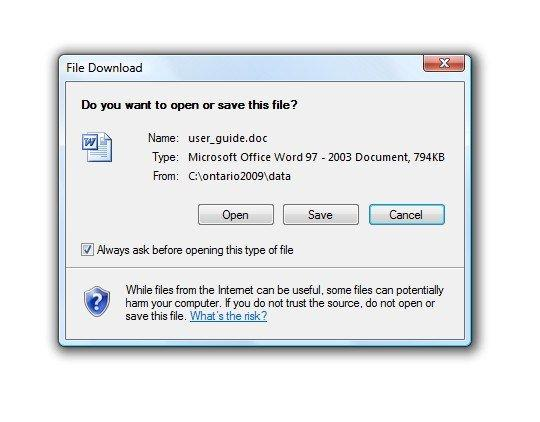 File Download
Do you want to open or save this file?
Name: user_guide.doc
Type: Microsoft Office Word 97 - 2003 Document, 794KB
From: C:\ontario2009\data
Open Save Cancel
Always ask before opening this type of file
While files from the Internet can be useful, some files can potentially
harm your computer. If you do not trust the source, do not open or
save this file. What's the risk?